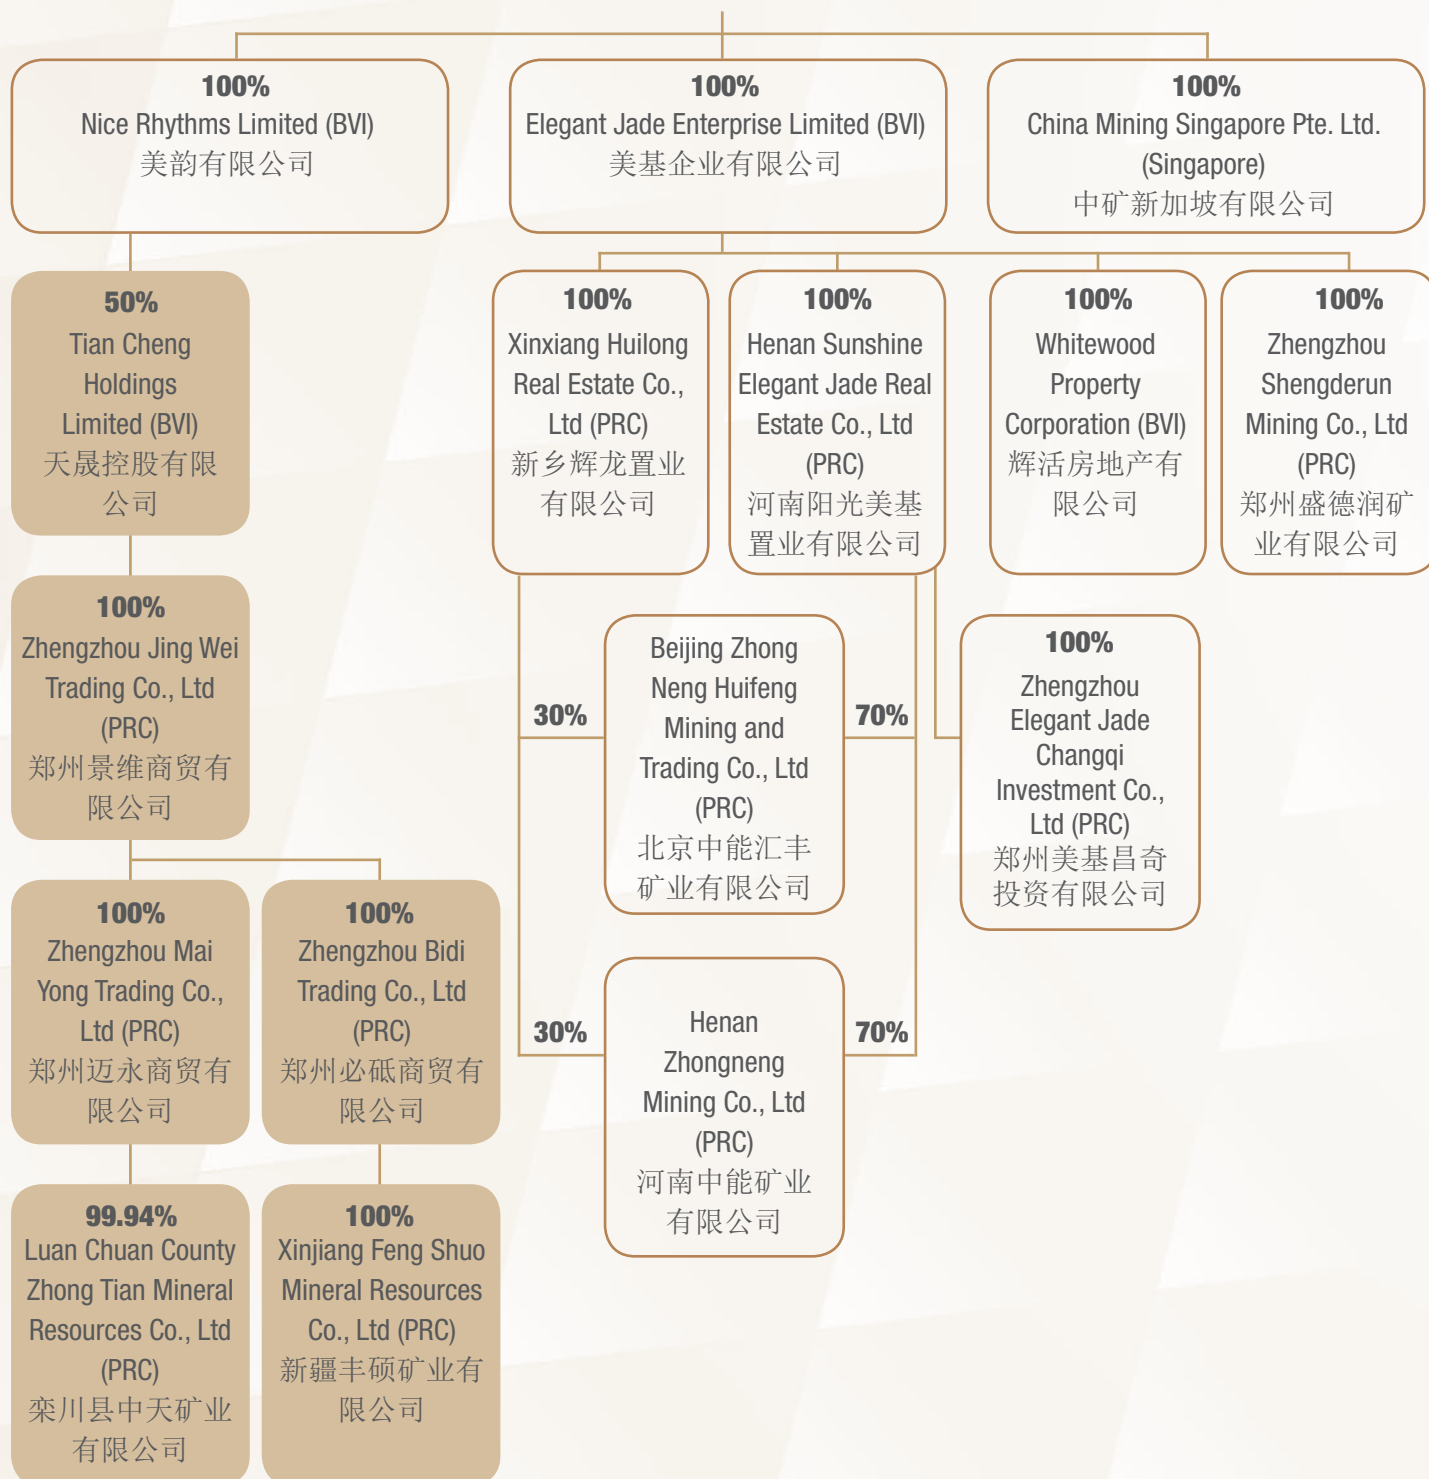 100%
Nice Rhythms Limited (BVI)
美韵有限公司
100%
Elegant Jade Enterprise Limited (BVI)
美基企业有限公司
100%
China Mining Singapore Pte. Ltd.
(Singapore)
中矿新加坡有限公司
50%
Tian Cheng
Holdings
Limited (BVI)
天晟控股有限
公司
100%
Xinxiang Huilong
Real Estate Co.,
Ltd (PRC)
新乡辉龙置业
有限公司
100%
Henan Sunshine
Elegant Jade Real
Estate Co., Ltd
(PRC)
河南阳光美基
置业有限公司
100%
Whitewood
Property
Corporation (BVI)
辉活房地产有
限公司
100%
Zhengzhou
Shengderun
Mining Co., Ltd
(PRC)
郑州盛德润矿
业有限公司
100%
Zhengzhou Jing Wei
Trading Co., Ltd
(PRC)
郑州景维商贸有
限公司
30%
Beijing Zhong
Neng Huifeng
Mining and
Trading Co., Ltd
(PRC)
北京中能汇丰
矿业有限公司
70%
100%
Zhengzhou
Elegant Jade
Changqi
Investment Co.,
Ltd (PRC)
郑州美基昌奇
投资有限公司
100%
Zhengzhou Mai
Yong Trading Co.,
Ltd (PRC)
郑州迈永商贸有
限公司
100%
Zhengzhou Bidi
Trading Co., Ltd
(PRC)
郑州必砥商贸有
限公司
30%
Henan
Zhongneng
Mining Co., Ltd
(PRC)
河南中能矿业
有限公司
70%
99.94%
Luan Chuan County
Zhong Tian Mineral
Resources Co., Ltd
(PRC)
栾川县中天矿业
有限公司
100%
Xinjiang Feng Shuo
Mineral Resources
Co., Ltd (PRC)
新疆丰硕矿业有
限公司